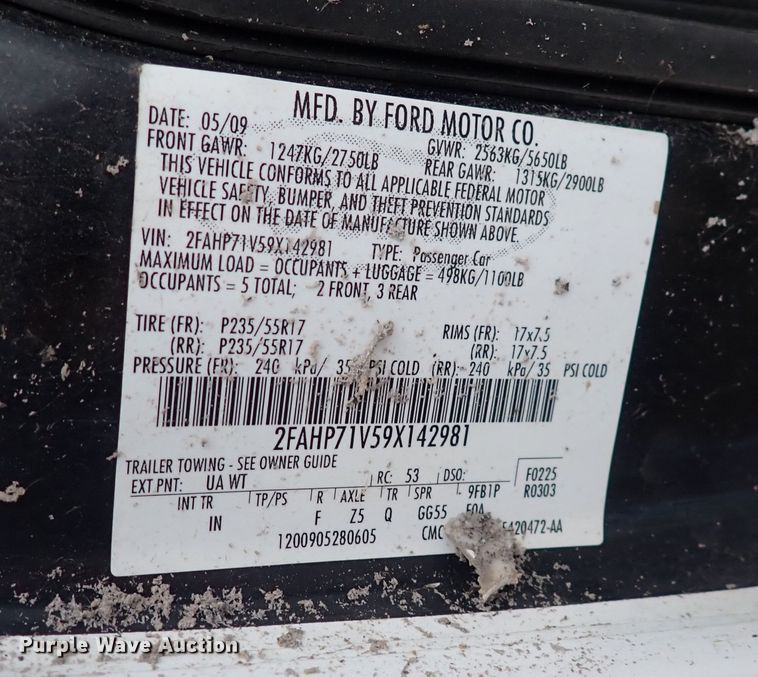 MFD. BY FORD MOTOR CO.
DATE: 05/09 GVWR: 2563KG/5650LB
FRONT GAWR: 1247KG/2750LB REAR GAWR: 1315KG/2900LB
THIS VEHICLE CONFORMS TO ALL APPLICABLE FEDERAL MOTOR
VEHICLE SAFETY, BUMPER, AND THEFT PREVENTION STANDARDS
IN EFFECT ON THE DATE OF MANUFACTURE SHOWN ABOVE.
VIN: 2FAHP71V59X142981 TYPE: Passenger Car
MAXIMUM LOAD = OCCUPANTS + LUGGAGE = 498KG/1100LB
OCCUPANTS = 5 TOTAL; 2 FRONT, 3 REAR
TIRE (FR): P235/55R17 RIMS (FR): 17x7.5
(RR): P235/55R17 (RR): 17x7.5
PRESSURE (FR): 240 kPa/ 35 PSI COLD (RR): 240 kPa/ 35 PSI COLD
2FAHP71V59X142981
TRAILER TOWING - SEE OWNER GUIDE
EXT PNT: UA WT RC: 53 DSO: F0225
INT TR TP/PS R AXLE TR SPR 9FB1P R0303
IN F Z5 Q GG55
1200905280605 CMC 5420472-AA
Purple Wave Auction